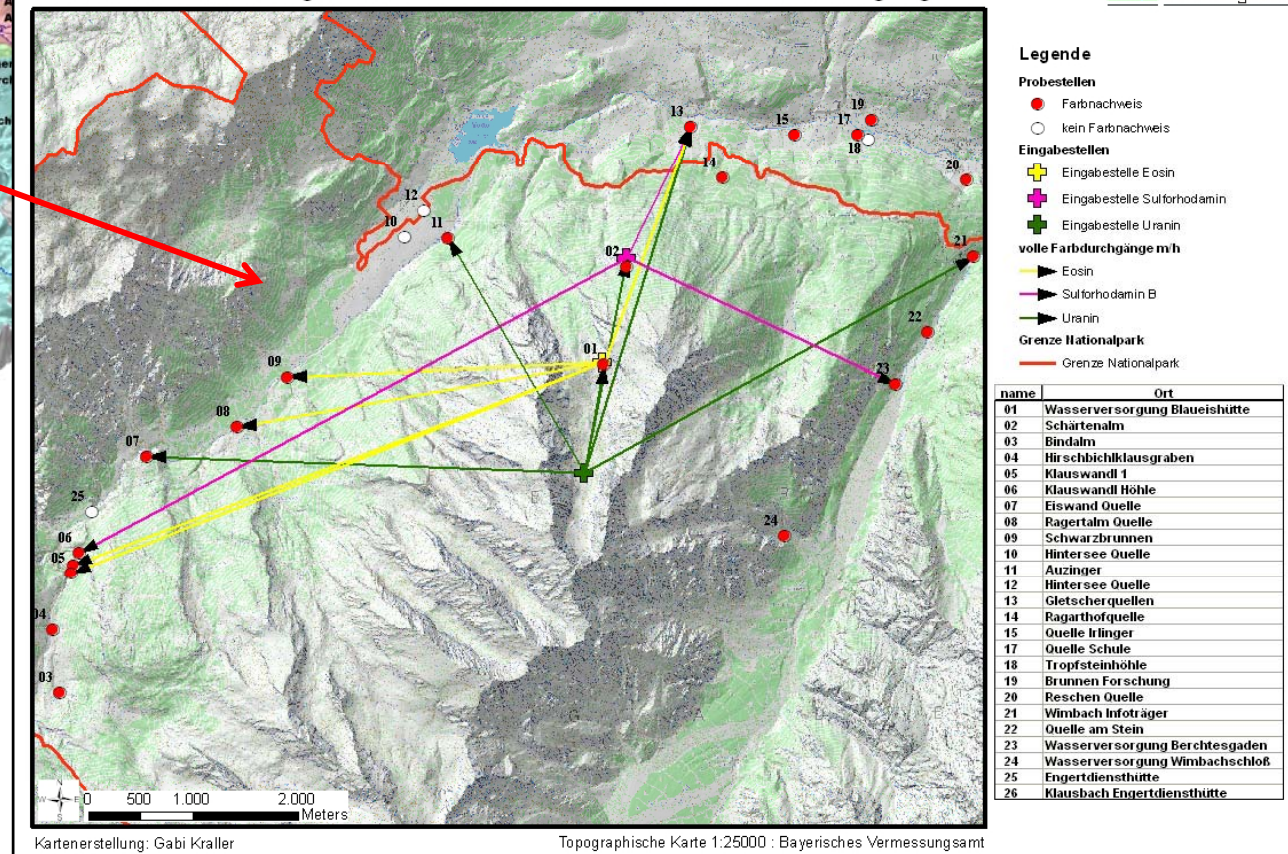 13
19
15
17
18
14
20
12
10
11
02
21
22
01
09
23
08
07
25
24
06
05
04
03
N
W
E
S
0 500 1.000 2.000
Meters
Kartenerstellung: Gabi Kraller
Topographische Karte 1:25000 : Bayerisches Vermessungsamt
Legende
Probestellen
Farbnachweis
kein Farbnachweis
Eingabestellen
Eingabestelle Eosin
Eingabestelle Sulforhodamin
Eingabestelle Uranin
volle Farbdurchgänge m/h
Eosin
Sulforhodamin B
Uranin
Grenze Nationalpark
Grenze Nationalpark
name Ort
01 Wasserversorgung Blaueishütte
02 Schärtenalm
03 Bindalm
04 Hirschbichlklausgraben
05 Klauswandl 1
06 Klauswandl Höhle
07 Eiswand Quelle
08 Ragertalm Quelle
09 Schwarzbrunnen
10 Hintersee Quelle
11 Auzinger
12 Hintersee Quelle
13 Gletscherquellen
14 Ragarthofquelle
15 Quelle Irlinger
17 Quelle Schule
18 Tropfsteinhöhle
19 Brunnen Forschung
20 Reschen Quelle
21 Wimbach Infoträger
22 Quelle am Stein
23 Wasserversorgung Berchtesgaden
24 Wasserversorgung Wimbachschloß
25 Engertdiensthütte
26 Klausbach Engertdiensthütte